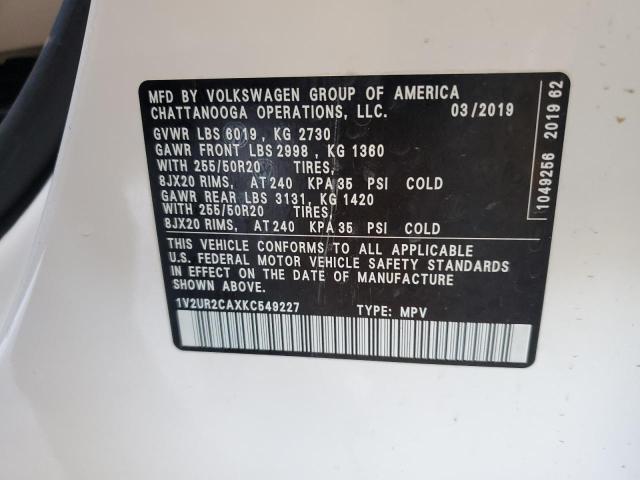 MFD BY VOLKSWAGEN GROUP OF AMERICA
CHATTANOOGA OPERATIONS, LLC. 03/2019
GVWR LBS 6019, KG 2730
GAWR FRONT LBS 2998, KG 1360
WITH 255/50R20 TIRES,
8JX20 RIMS, AT 240 KPA 35 PSI COLD
GAWR REAR LBS 3131, KG 1420
WITH 255/50R20 TIRES,
8JX20 RIMS, AT 240 KPA 35 PSI COLD
THIS VEHICLE CONFORMS TO ALL APPLICABLE
U.S. FEDERAL MOTOR VEHICLE SAFETY STANDARDS
IN EFFECT ON THE DATE OF MANUFACTURE
SHOWN ABOVE.
1V2UR2CAXKC549227 TYPE: MPV
1049256 2019 62